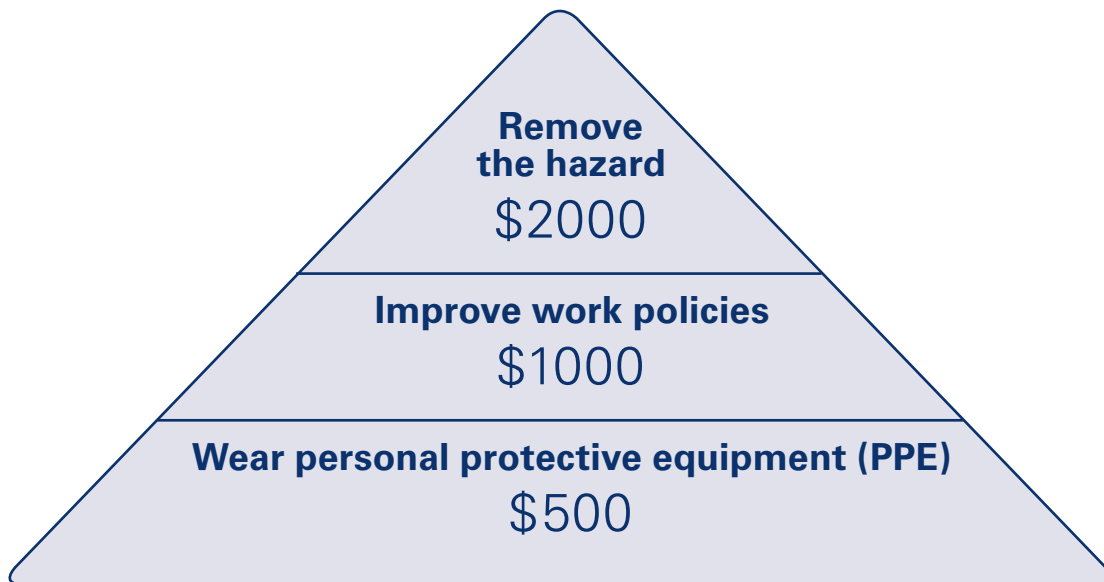 Remove
the hazard
$2000
Improve work policies
$1000
Wear personal protective equipment (PPE)
$500